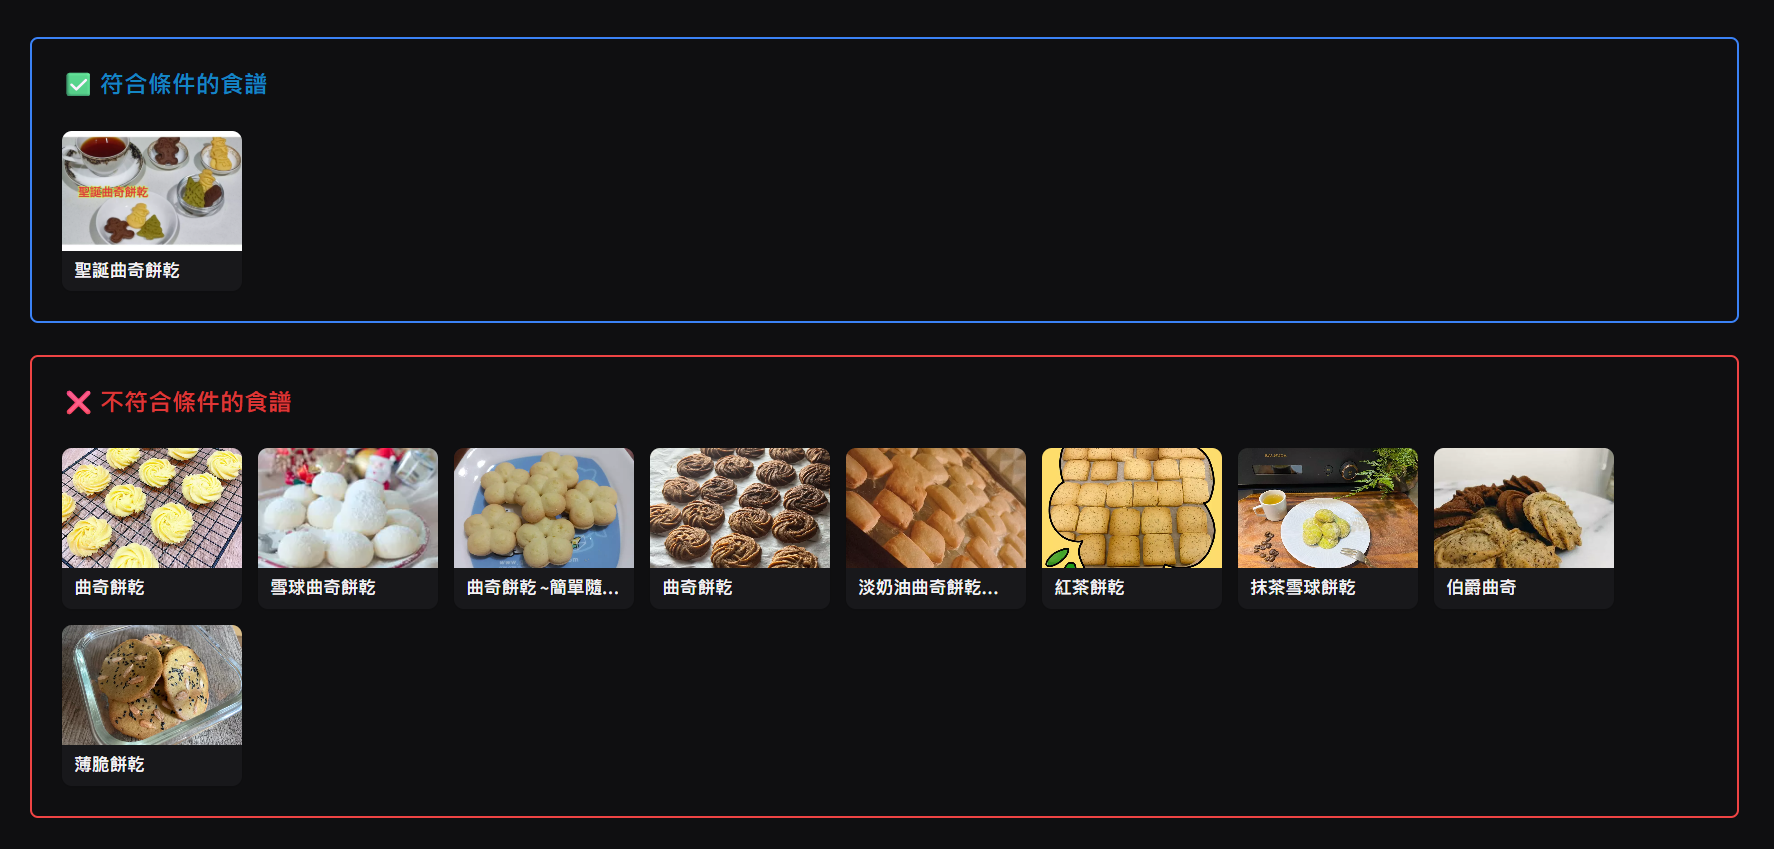 ✅ 符合條件的食譜
聖誕曲奇餅乾
聖誕曲奇餅乾
❌ 不符合條件的食譜
曲奇餅乾
雪球曲奇餅乾
曲奇餅乾~簡單隨...
曲奇餅乾
淡奶油曲奇餅乾...
紅茶餅乾
抹茶雪球餅乾
伯爵曲奇
薄脆餅乾